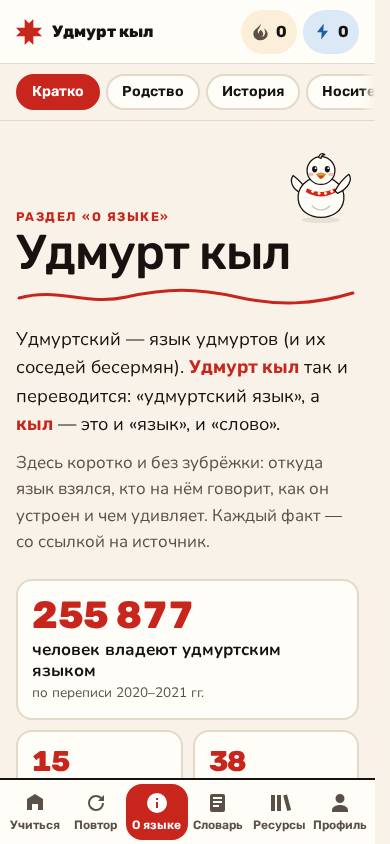 Удмурт кыл
0
0
Кратко
Родство
История
Носите
РАЗДЕЛ «О ЯЗЫКЕ»
Удмурт кыл
Удмуртский — язык удмуртов (и их
соседей бесермян). Удмурт кыл так и
переводится: «удмуртский язык», а
кыл — это и «язык», и «слово».
Здесь коротко и без зубрёжки: откуда
язык взялся, кто на нём говорит, как он
устроен и чем удивляет. Каждый факт —
со ссылкой на источник.
255 877
человек владеют удмуртским
языком
по переписи 2020–2021 гг.
15
38
Учиться
Повтор
О языке
Словарь
Ресурсы
Профиль